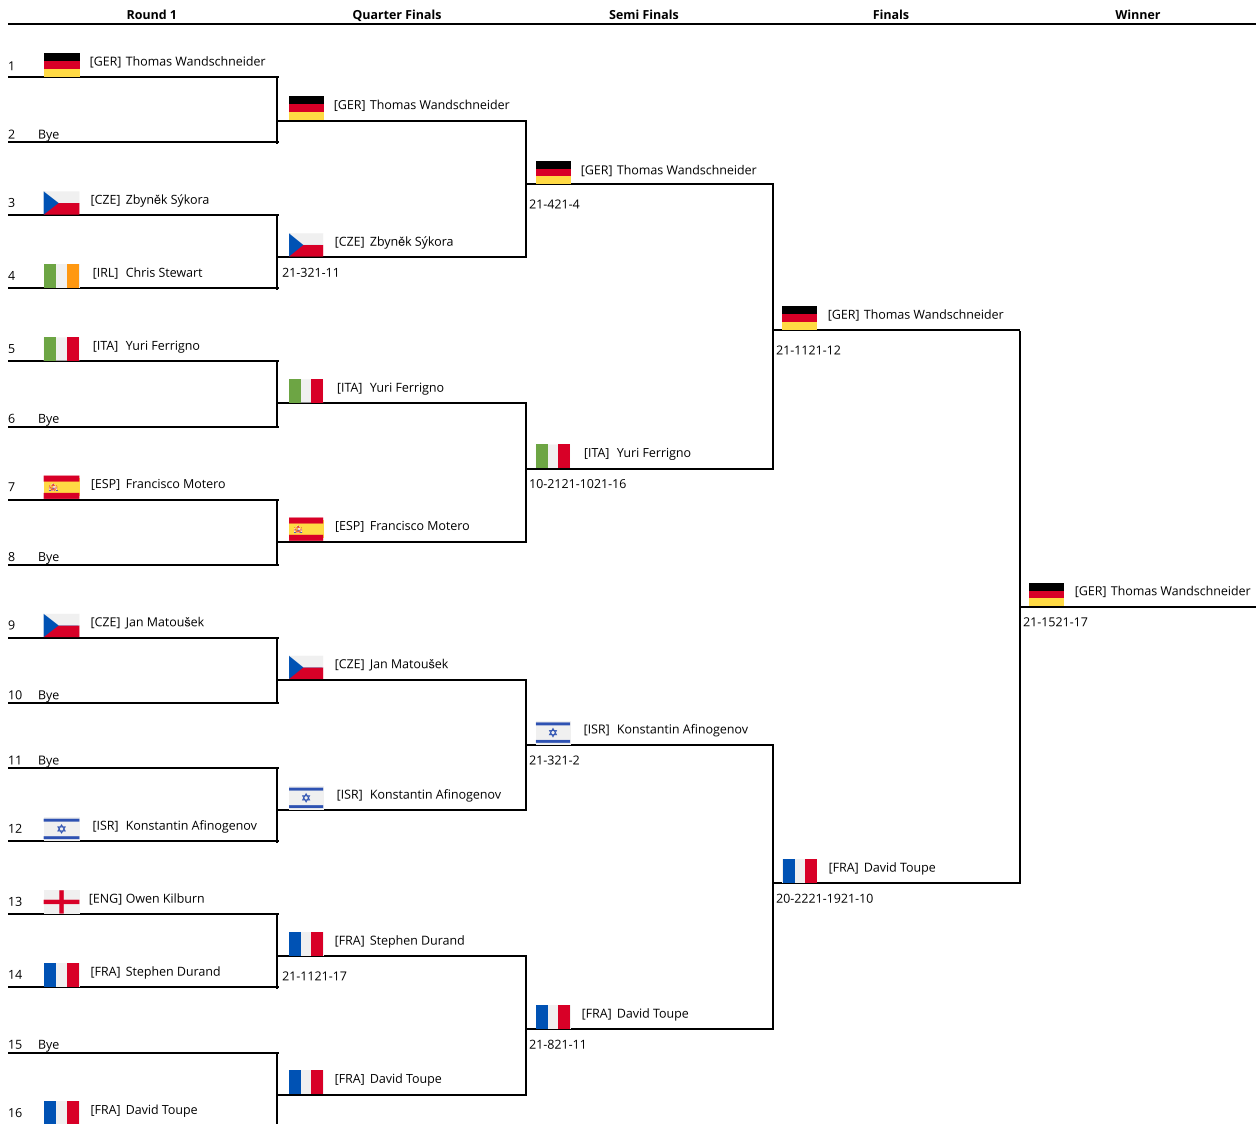 Round 1 Quarter Finals Semi Finals Finals Winner
1 [GER] Thomas Wandschneider
[GER] Thomas Wandschneider
2 Bye
[GER] Thomas Wandschneider
3 [CZE] Zbyněk Sýkora
21-421-4
[CZE] Zbyněk Sýkora
4 [IRL] Chris Stewart
21-321-11
[GER] Thomas Wandschneider
5 [ITA] Yuri Ferrigno
21-1121-12
[ITA] Yuri Ferrigno
6 Bye
[ITA] Yuri Ferrigno
7 [ESP] Francisco Motero
10-2121-1021-16
[ESP] Francisco Motero
8 Bye
[GER] Thomas Wandschneider
9 [CZE] Jan Matoušek
21-1521-17
[CZE] Jan Matoušek
10 Bye
[ISR] Konstantin Afinogenov
11 Bye
21-321-2
[ISR] Konstantin Afinogenov
12 [ISR] Konstantin Afinogenov
[FRA] David Toupe
13 [ENG] Owen Kilburn
20-2221-1921-10
[FRA] Stephen Durand
14 [FRA] Stephen Durand
21-1121-17
[FRA] David Toupe
15 Bye
21-821-11
[FRA] David Toupe
16 [FRA] David Toupe